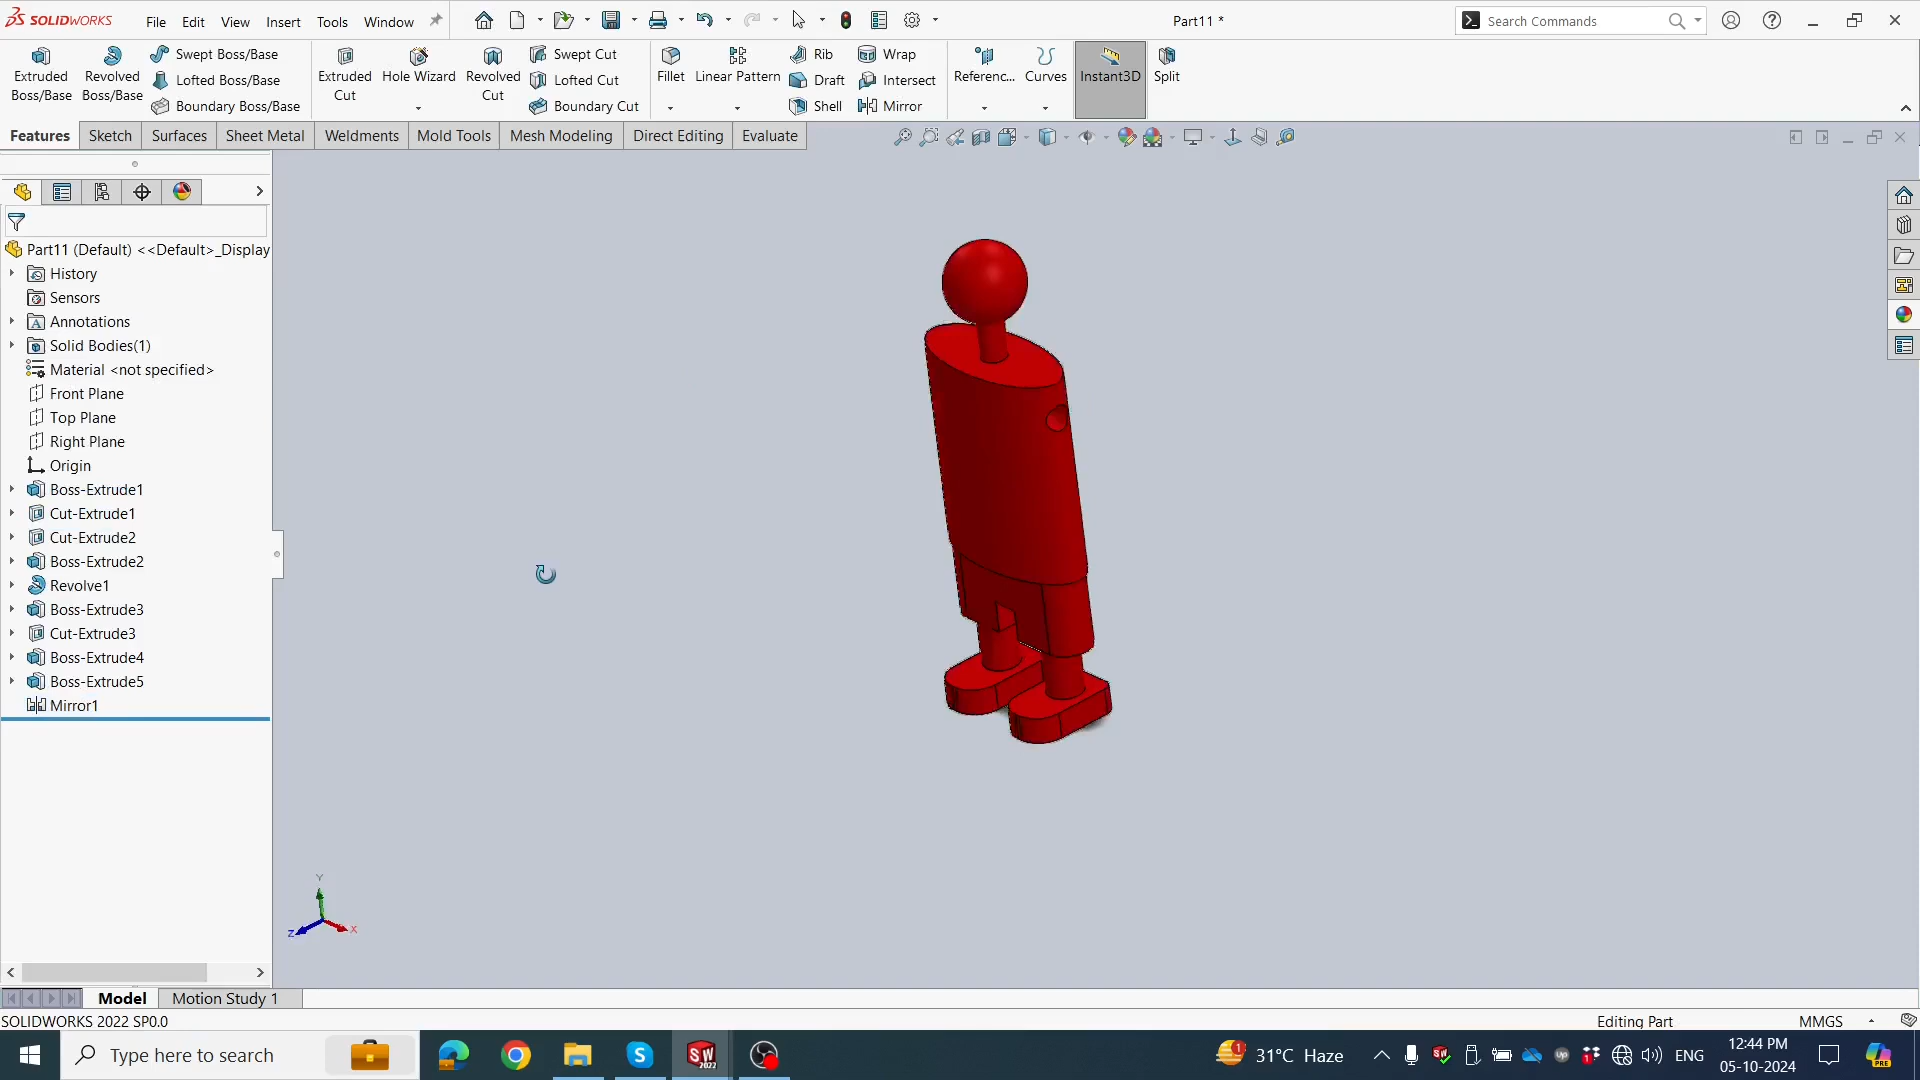 SOLIDWORKS File Edit View Insert Tools Window Part11 * Search Commands
Extruded Boss/Base
Revolved Boss/Base
Swept Boss/Base
Lofted Boss/Base
Boundary Boss/Base
Extruded Cut
Hole Wizard
Revolved Cut
Swept Cut
Lofted Cut
Boundary Cut
Fillet
Linear Pattern
Rib
Draft
Shell
Wrap
Intersect
Mirror
Referenc...
Curves
Instant3D
Split
Features Sketch Surfaces Sheet Metal Weldments Mold Tools Mesh Modeling Direct Editing Evaluate
Part11 (Default) <<Default>_Display
History
Sensors
Annotations
Solid Bodies(1)
Material <not specified>
Front Plane
Top Plane
Right Plane
Origin
Boss-Extrude1
Cut-Extrude1
Cut-Extrude2
Boss-Extrude2
Revolve1
Boss-Extrude3
Cut-Extrude3
Boss-Extrude4
Boss-Extrude5
Mirror1
Y
Z
X
Model Motion Study 1
SOLIDWORKS 2022 SP0.0 Editing Part MMGS
Type here to search
SW
2022
1
31°C Haze
ENG
12:44 PM
05-10-2024
PRE